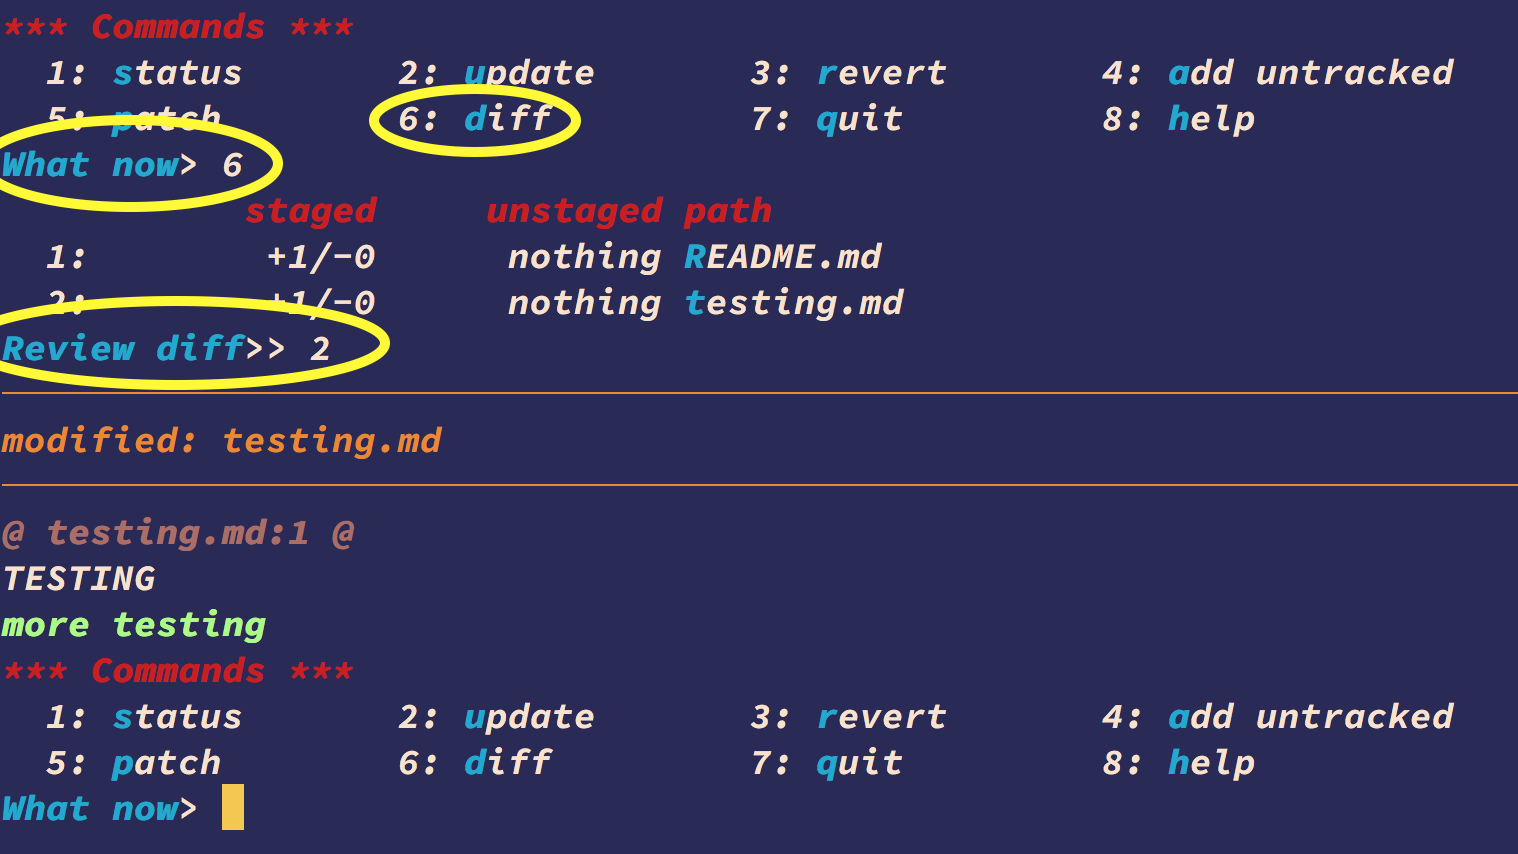 *** Commands ***
1: status 2: update 3: revert 4: add untracked
5: patch 6: diff 7: quit 8: help
What now> 6
staged unstaged path
1: +1/-0 nothing README.md
2: +1/-0 nothing testing.md
Review diff>> 2
modified: testing.md
@ testing.md:1 @
TESTING
more testing
*** Commands ***
1: status 2: update 3: revert 4: add untracked
5: patch 6: diff 7: quit 8: help
What now>